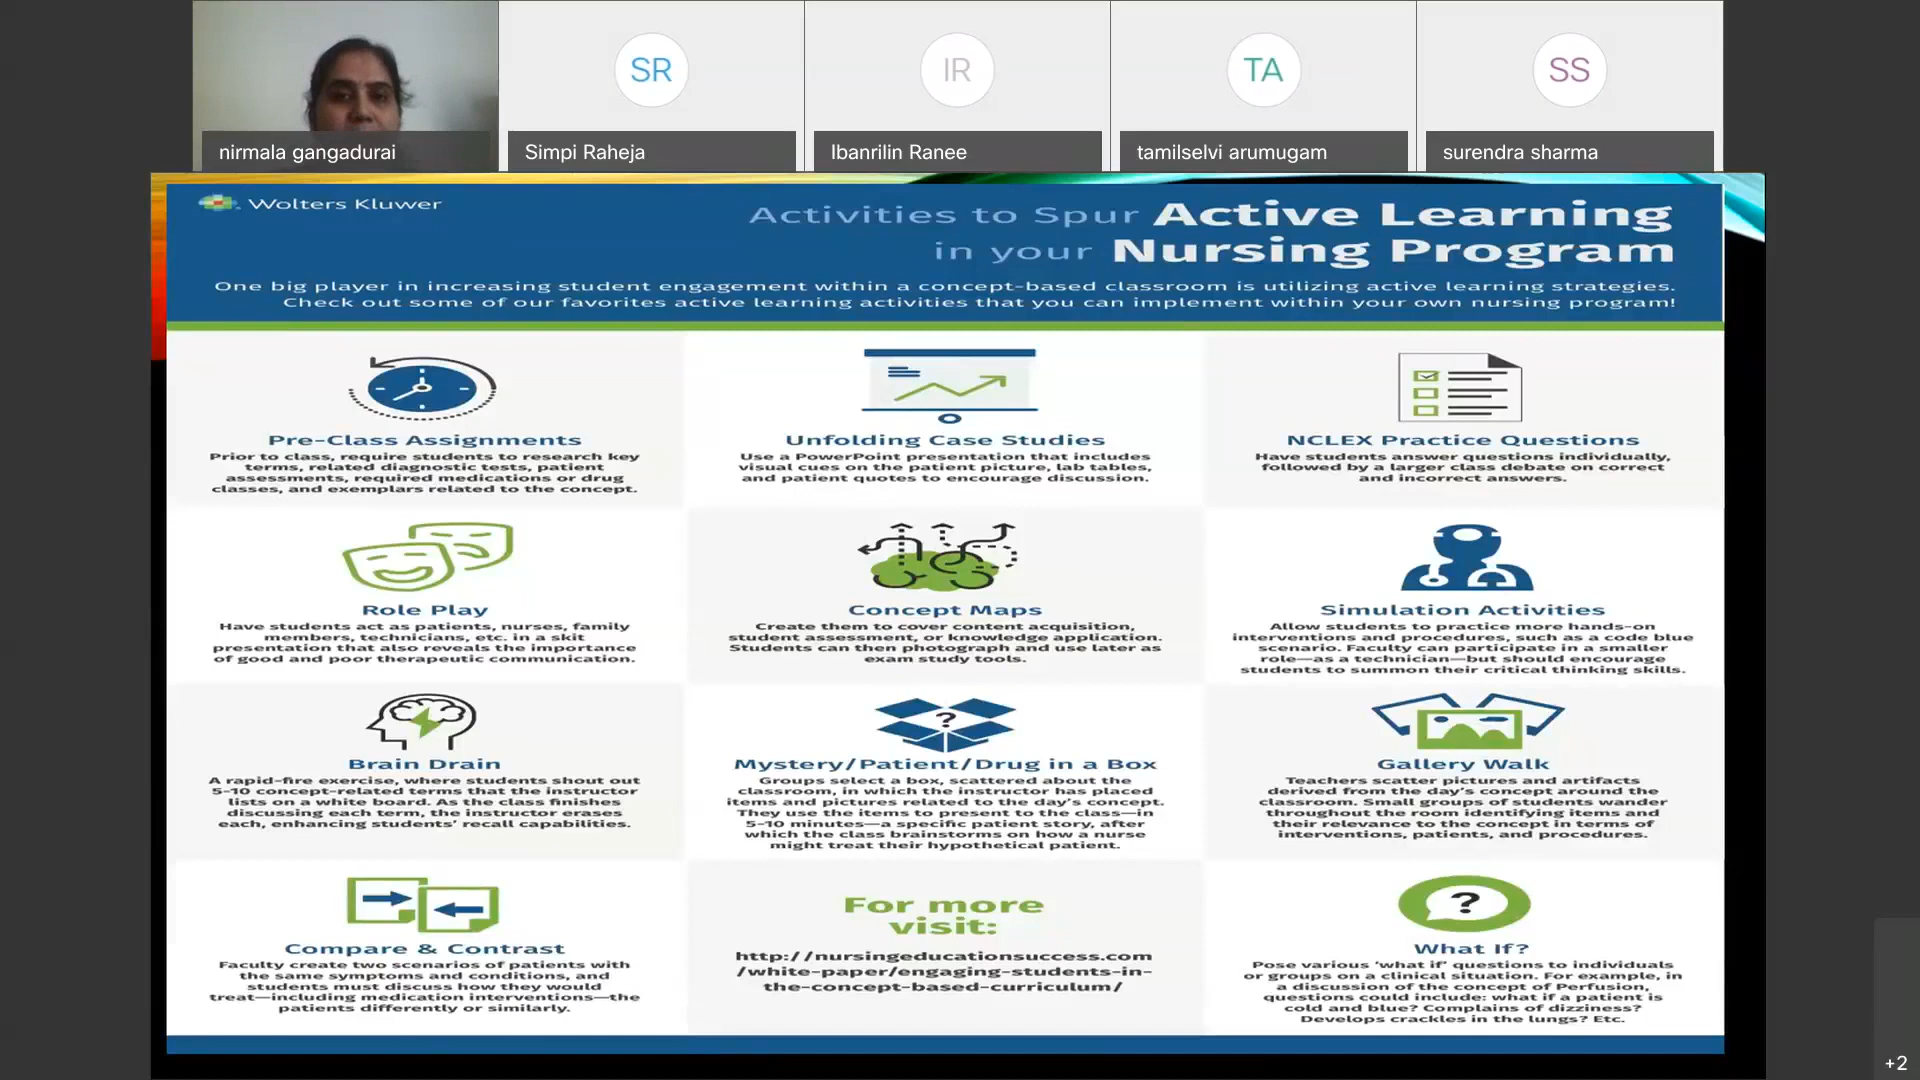 SR
IR
TA
SS
nirmala gangadurai
Simpi Raheja
Ibanrilin Ranee
tamilselvi arumugam
surendra sharma
Wolters Kluwer
Activities to Spur Active Learning
in your Nursing Program
One big player in increasing student engagement within a concept-based classroom is utilizing active learning strategies.
Check out some of our favorites active learning activities that you can implement within your own nursing program!
Pre-Class Assignments
Prior to class, require students to research key
terms, related diagnostic tests, patient
assessments, required medications or drug
classes, and exemplars related to the concept.
Unfolding Case Studies
Use a PowerPoint presentation that includes
visual cues on the patient picture, lab tables,
and patient quotes to encourage discussion.
NCLEX Practice Questions
Have students answer questions individually,
followed by a larger class debate on correct
and incorrect answers.
Role Play
Have students act as patients, nurses, family
members, technicians, etc. in a skit
presentation that also reveals the importance
of good and poor therapeutic communication.
Concept Maps
Create them to cover content acquisition,
student assessment, or knowledge application.
Students can then photograph and use later as
exam study tools.
Simulation Activities
Allow students to practice more hands-on
interventions and procedures, such as a code blue
scenario. Faculty can participate in a smaller
role—as a technician—but should encourage
students to summon their critical thinking skills.
Brain Drain
A rapid-fire exercise, where students shout out
5-10 concept-related terms that the instructor
lists on a white board. As the class finishes
discussing each term, the instructor erases
each, enhancing students' recall capabilities.
?
Mystery/Patient/Drug in a Box
Groups select a box, scattered about the
classroom, in which the instructor has placed
items and pictures related to the day's concept.
They use the items to present to the class—in
5-10 minutes—a specific patient story, after
which the class brainstorms on how a nurse
might treat their hypothetical patient.
Gallery Walk
Teachers scatter pictures and artifacts
derived from the day's concept around the
classroom. Small groups of students wander
throughout the room identifying items and
their relevance to the concept in terms of
interventions, patients, and procedures.
Compare & Contrast
Faculty create two scenarios of patients with
the same symptoms and conditions, and
students must discuss how they would
treat—including medication interventions—the
patients differently or similarly.
For more
visit:
http://nursingeducationsuccess.com
/white-paper/engaging-students-in-
the-concept-based-curriculum/
?
What If?
Pose various 'what if' questions to individuals
or groups on a clinical situation. For example, in
a discussion of the concept of Perfusion,
questions could include: what if a patient is
cold and blue? Complains of dizziness?
Develops crackles in the lungs? Etc.
+2